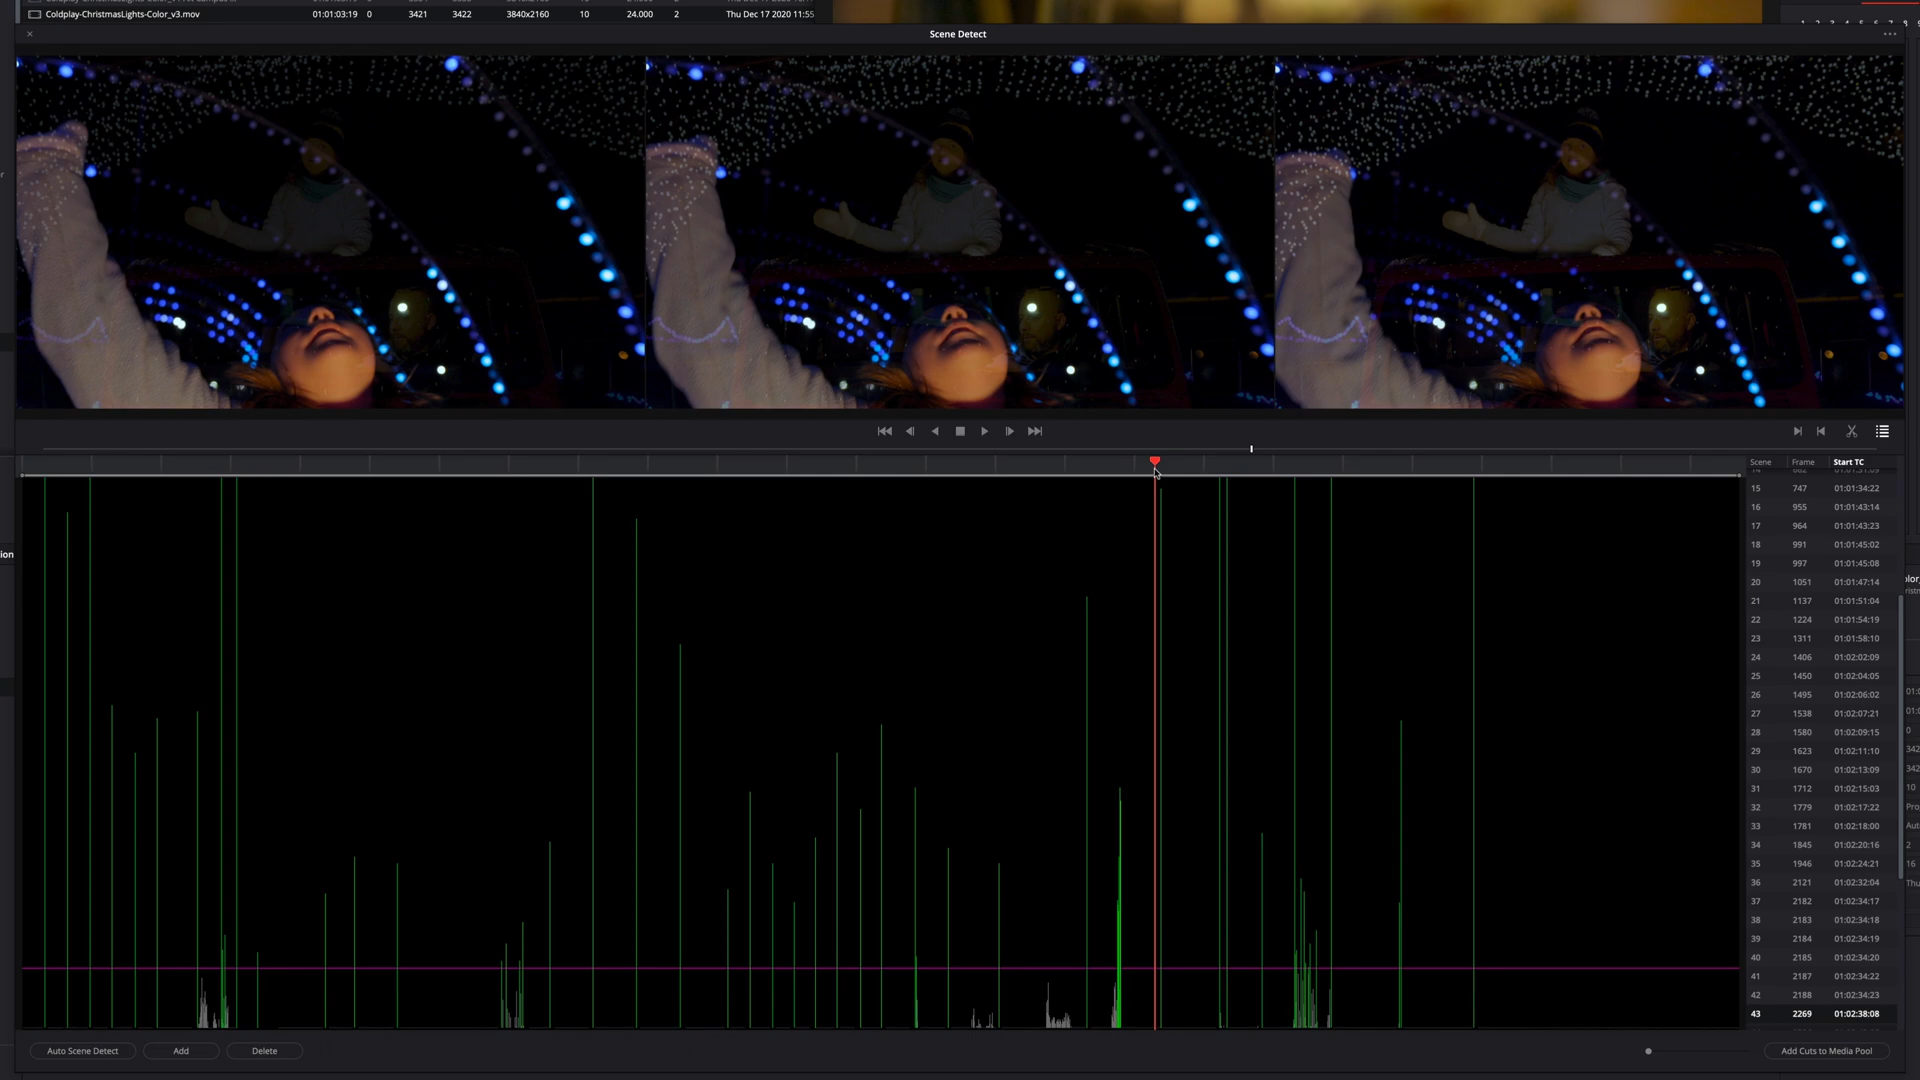 Coldplay-ChristmasLights-Color_v3.mov 01:01:03:19 0 3421 3422 3840x2160 10 24.000 2 Thu Dec 17 2020 11:55
Scene Detect
Scene Frame Start TC
15 747 01:01:34:22
16 955 01:01:43:14
17 964 01:01:43:23
18 991 01:01:45:02
19 997 01:01:45:08
20 1051 01:01:47:14
21 1137 01:01:51:04
22 1224 01:01:54:19
23 1311 01:01:58:10
24 1406 01:02:02:09
25 1450 01:02:04:05
26 1495 01:02:06:02
27 1538 01:02:07:21
28 1580 01:02:09:15
29 1623 01:02:11:10
30 1670 01:02:13:09
31 1712 01:02:15:03
32 1779 01:02:17:22
33 1781 01:02:18:00
34 1845 01:02:20:16
35 1946 01:02:24:21
36 2121 01:02:32:04
37 2182 01:02:34:17
38 2183 01:02:34:18
39 2184 01:02:34:19
40 2185 01:02:34:20
41 2187 01:02:34:22
42 2188 01:02:34:23
43 2269 01:02:38:08
Auto Scene Detect Add Delete Add Cuts to Media Pool